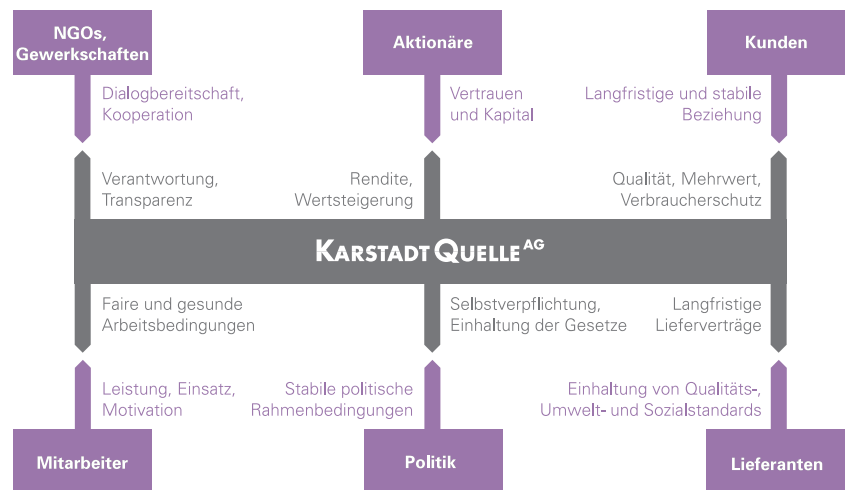 NGOs,
Gewerkschaften
Aktionäre
Kunden
Dialogbereitschaft,
Kooperation
Vertrauen
und Kapital
Langfristige und stabile
Beziehung
Verantwortung,
Transparenz
Rendite,
Wertsteigerung
Qualität, Mehrwert,
Verbraucherschutz
KARSTADT QUELLE AG
Faire und gesunde
Arbeitsbedingungen
Selbstverpflichtung,
Einhaltung der Gesetze
Langfristige
Lieferverträge
Leistung, Einsatz,
Motivation
Stabile politische
Rahmenbedingungen
Einhaltung von Qualitäts-,
Umwelt- und Sozialstandards
Mitarbeiter
Politik
Lieferanten